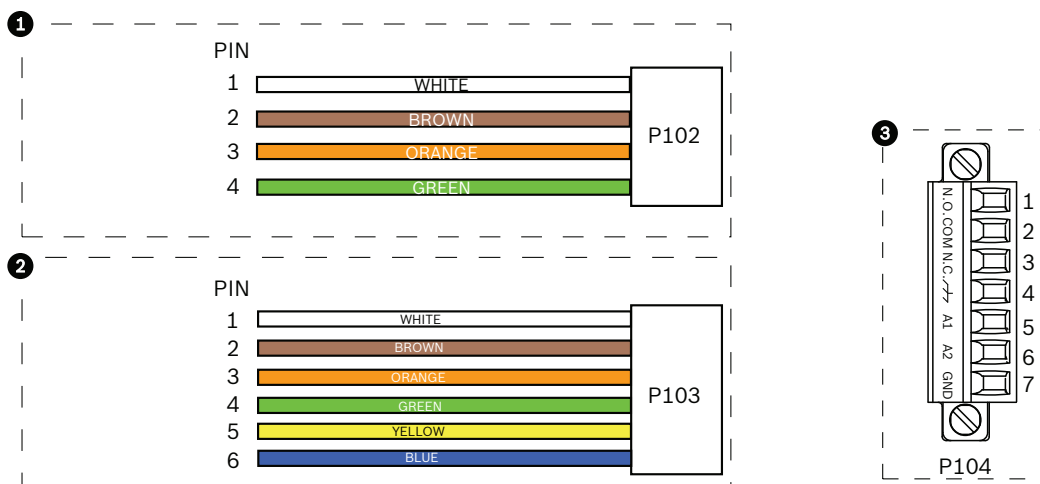 1
PIN
1 WHITE
2 BROWN
3 ORANGE
4 GREEN
P102
2
PIN
1 WHITE
2 BROWN
3 ORANGE
4 GREEN
5 YELLOW
6 BLUE
P103
3
N.O. 1
COM 2
N.C. 3
4
A1 5
A2 6
GND 7
P104